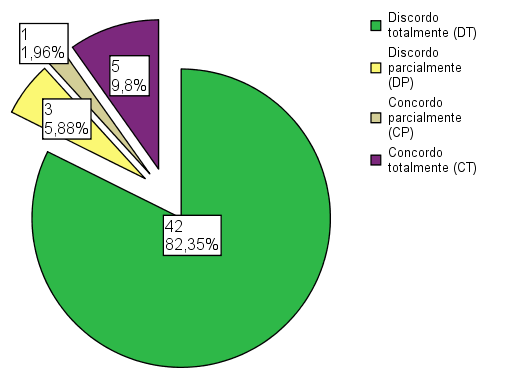 1
1,96%
5
9,8%
3
5,88%
42
82,35%
Discordo
totalmente (DT)
Discordo
parcialmente
(DP)
Concordo
parcialmente
(CP)
Concordo
totalmente (CT)